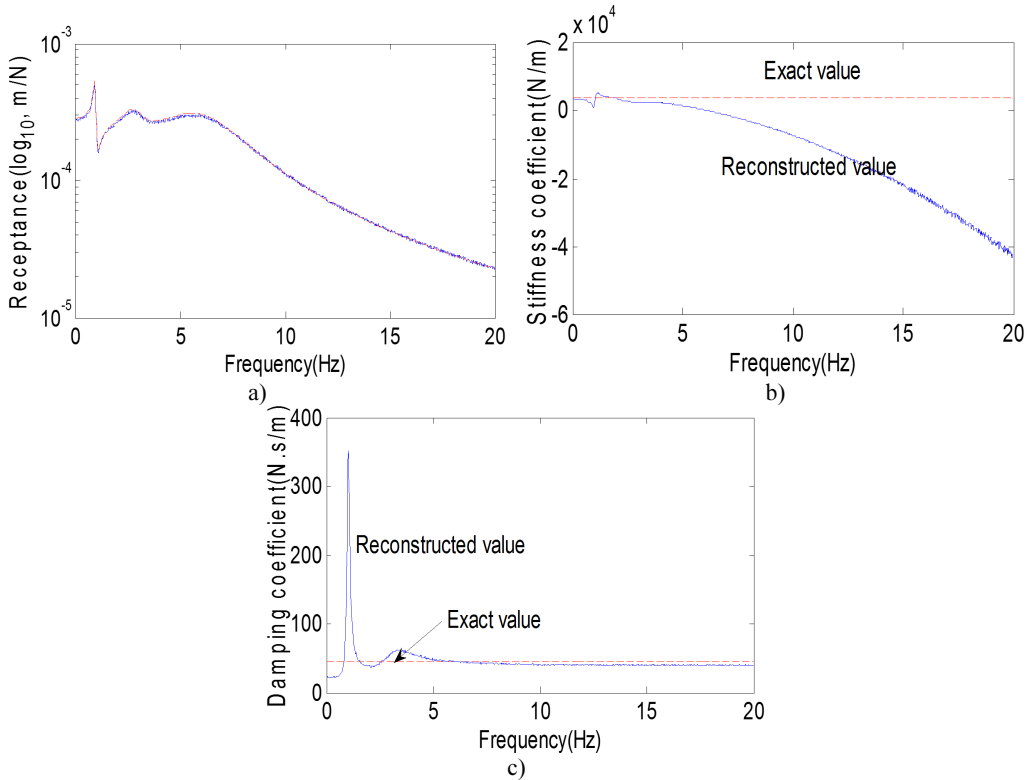 10^-3
10^-4
10^-5
Receptance(log10, m/N)
0 5 10 15 20
Frequency(Hz)
a)
x 10^4
2
0
-2
-4
-6
Stiffness coefficient(N/m)
Exact value
Reconstructed value
0 5 10 15 20
Frequency(Hz)
b)
400
300
200
100
0
Damping coefficient(N.s/m)
Reconstructed value
Exact value
0 5 10 15 20
Frequency(Hz)
c)